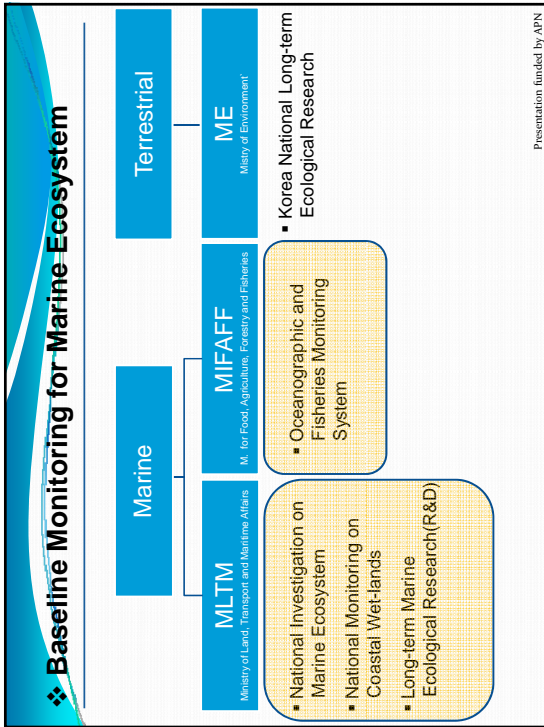 ❖ Baseline Monitoring for Marine Ecosystem
Marine
Terrestrial
MLTM
Ministry of Land, Transport and Maritime Affairs
MIFAFF
M. for Food, Agriculture, Forestry and Fisheries
ME
Mistry of Environment`
▪ National Investigation on
Marine Ecosystem
▪ National Monitoring on
Coastal Wet-lands
▪ Long-term Marine
Ecological Research(R&D)
▪ Oceanographic and
Fisheries Monitoring
System
▪ Korea National Long-term
Ecological Research
Presentation funded by APN